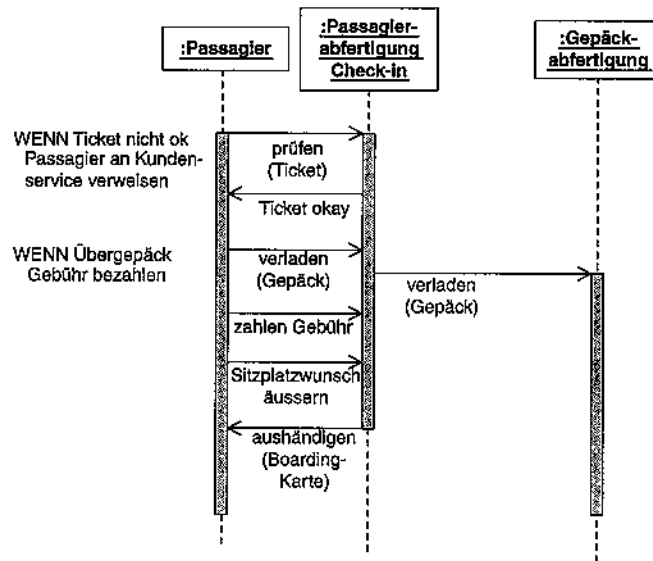 :Passagier
:Passagier-
abfertigung
Check-in
:Gepäck-
abfertigung
WENN Ticket nicht ok
Passagier an Kunden-
service verweisen
prüfen
(Ticket)
Ticket okay
WENN Übergepäck
Gebühr bezahlen
verladen
(Gepäck)
verladen
(Gepäck)
zahlen Gebühr
Sitzplatzwunsch
äussern
aushändigen
(Boarding-
Karte)